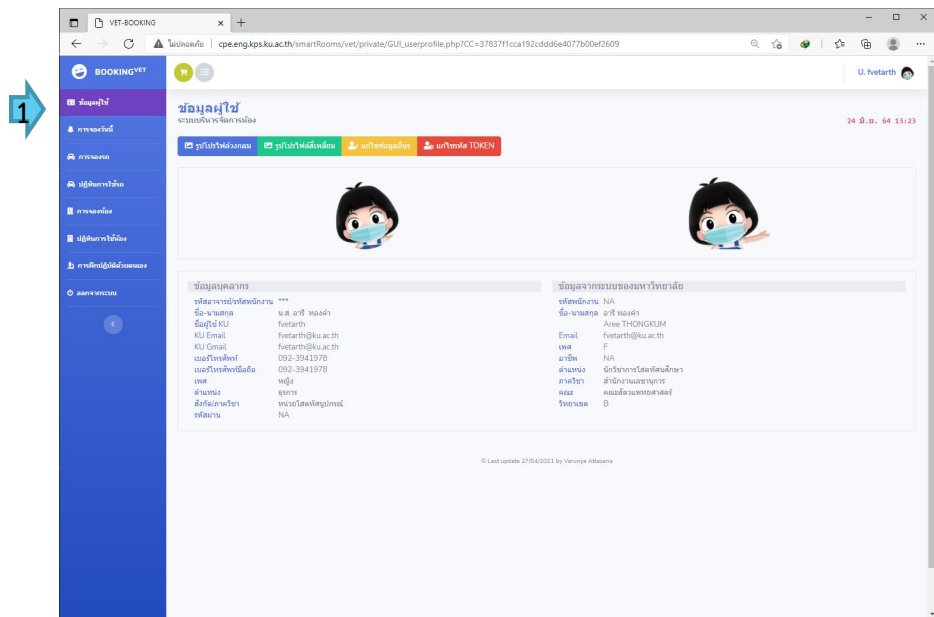 VET-BOOKING
ไม่ปลอดภัย | cpe.eng.kps.ku.ac.th/smartRooms/vet/private/GUI_userprofile.php?CC=37837f1cca192cddd6e4077b00ef2609
BOOKINGVET
U. fvetarth
1
ข้อมูลผู้ใช้
การจองวันนี้
การจองรถ
ปฏิทินการใช้รถ
การจองห้อง
ปฏิทินการใช้ห้อง
การฝึกปฏิบัติด้วยตนเอง
ออกจากระบบ
ข้อมูลผู้ใช้
ระบบบริหารจัดการห้อง
24 มิ.ย. 64 13:23
รูปโปรไฟล์วงกลม
รูปโปรไฟล์สี่เหลี่ยม
แก้ไขข้อมูลอื่นๆ
แก้ไขรหัส TOKEN
ข้อมูลบุคลากร
รหัสอาจารย์/รหัสพนักงาน ***
ชื่อ-นามสกุล น.ส. อารี ทองคำ
ชื่อผู้ใช้ KU fvetarth
KU Email fvetarth@ku.ac.th
KU Gmail fvetarth@ku.ac.th
เบอร์โทรศัพท์ 092-3941978
เบอร์โทรศัพท์มือถือ 092-3941978
เพศ หญิง
ตำแหน่ง ธุรการ
สังกัด/ภาควิชา หน่วยโสตทัศนูปกรณ์
รหัสผ่าน NA
ข้อมูลจากระบบของมหาวิทยาลัย
รหัสพนักงาน NA
ชื่อ-นามสกุล อารี ทองคำ
Aree THONGKUM
Email fvetarth@ku.ac.th
เพศ F
อาชีพ NA
ตำแหน่ง นักวิชาการโสตทัศนศึกษา
ภาควิชา สำนักงานเลขานุการ
คณะ คณะสัตวแพทยศาสตร์
วิทยาเขต B
© Last update 27/04/2021 by Varunya Attasena